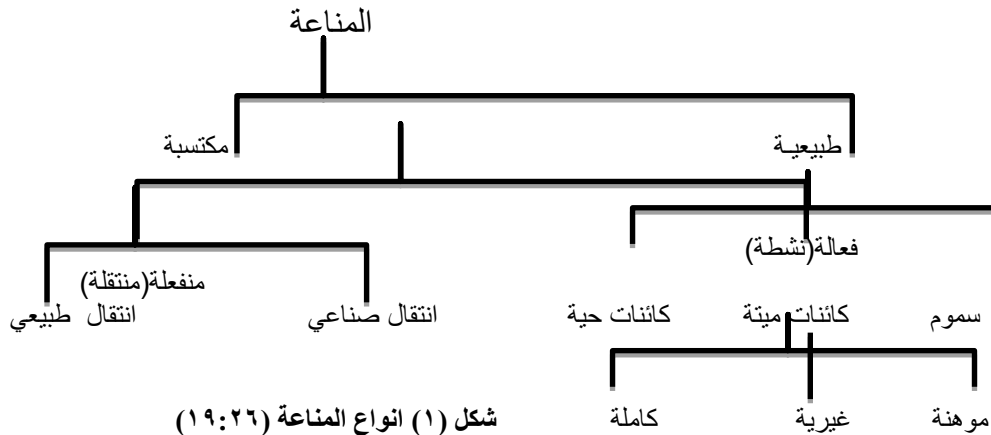 المناعة
طبيعيـة
مكتسبة
فعالة(نشطة)
منفعلة(منتقلة)
سموم
كائنات ميتة
كائنات حية
انتقال صناعي
انتقال طبيعي
موهنة
غيرية
كاملة
شكل (١) انواع المناعة (١٩:٢٦)